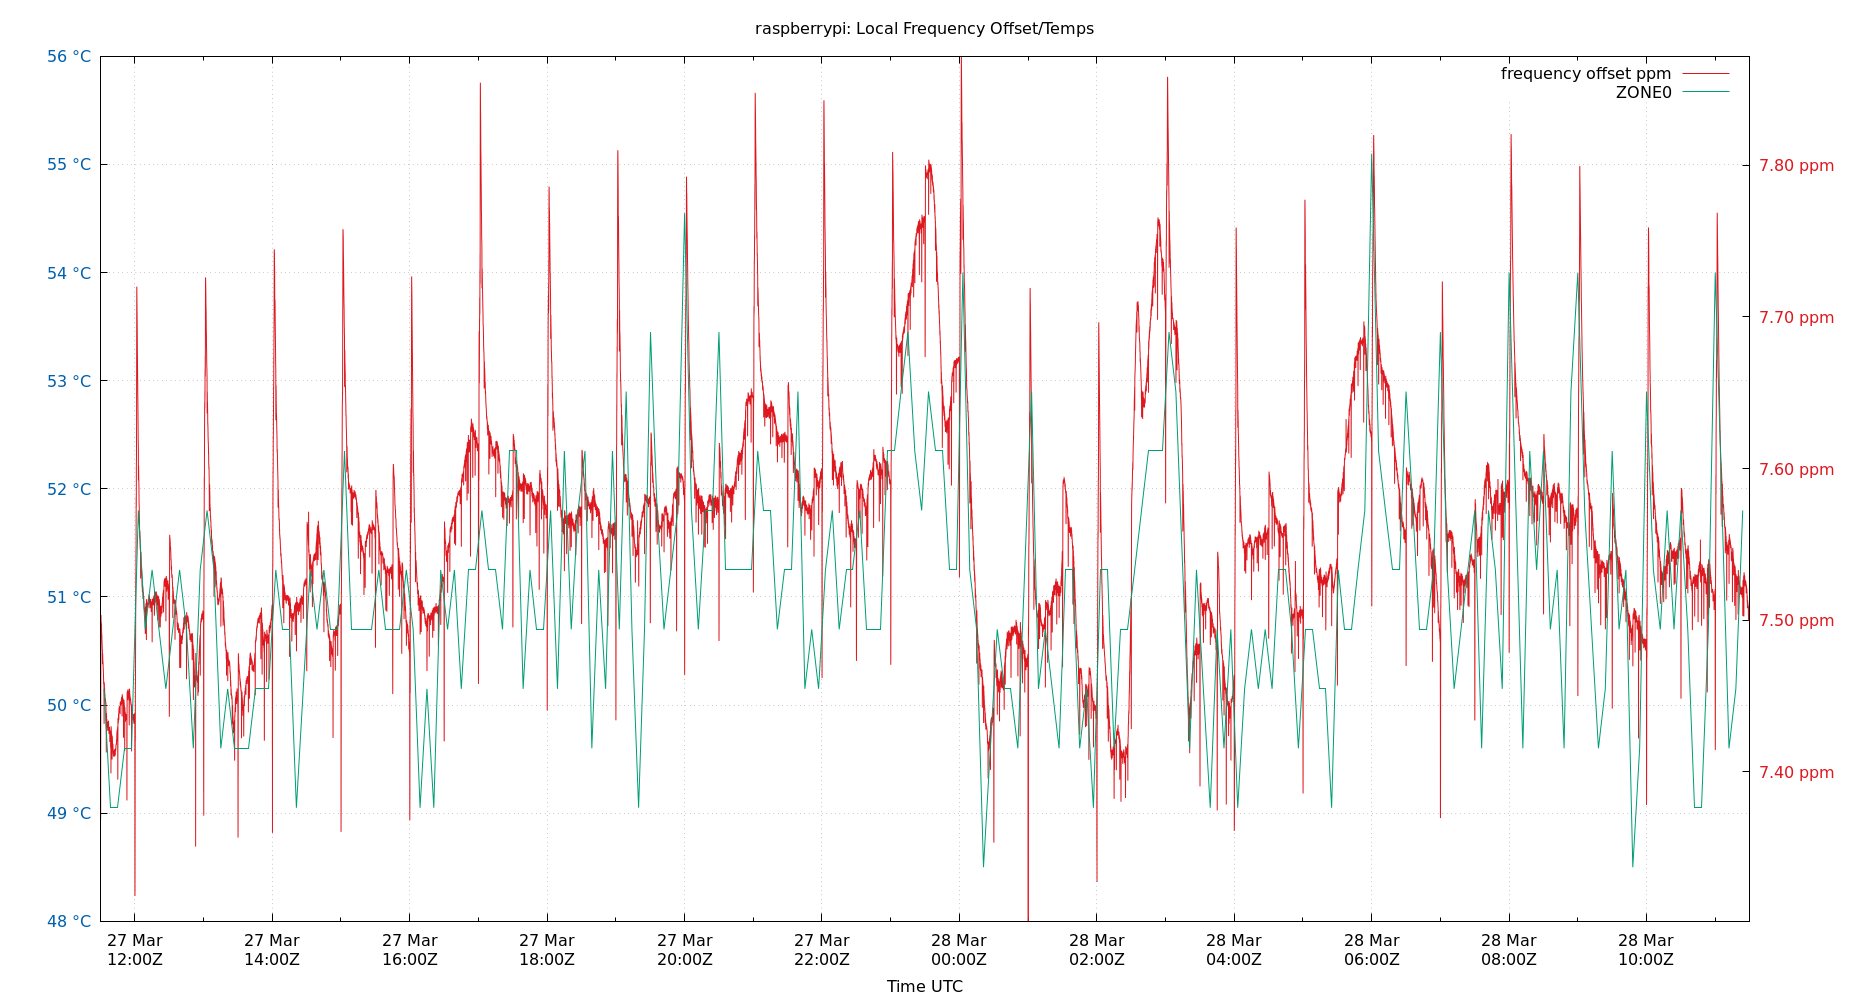 raspberrypi: Local Frequency Offset/Temps
56 °C
55 °C
54 °C
53 °C
52 °C
51 °C
50 °C
49 °C
48 °C
frequency offset ppm
ZONE0
7.80 ppm
7.70 ppm
7.60 ppm
7.50 ppm
7.40 ppm
27 Mar
12:00Z
27 Mar
14:00Z
27 Mar
16:00Z
27 Mar
18:00Z
27 Mar
20:00Z
27 Mar
22:00Z
28 Mar
00:00Z
28 Mar
02:00Z
28 Mar
04:00Z
28 Mar
06:00Z
28 Mar
08:00Z
28 Mar
10:00Z
Time UTC